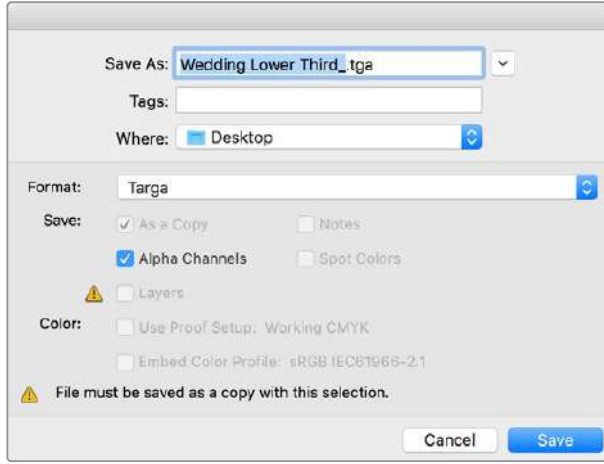 Save As: Wedding Lower Third_.tga
Tags:
Where: Desktop
Format: Targa
Save: As a Copy Notes
Alpha Channels Spot Colors
Layers
Color: Use Proof Setup: Working CMYK
Embed Color Profile: sRGB IEC61966-2.1
File must be saved as a copy with this selection.
Cancel Save